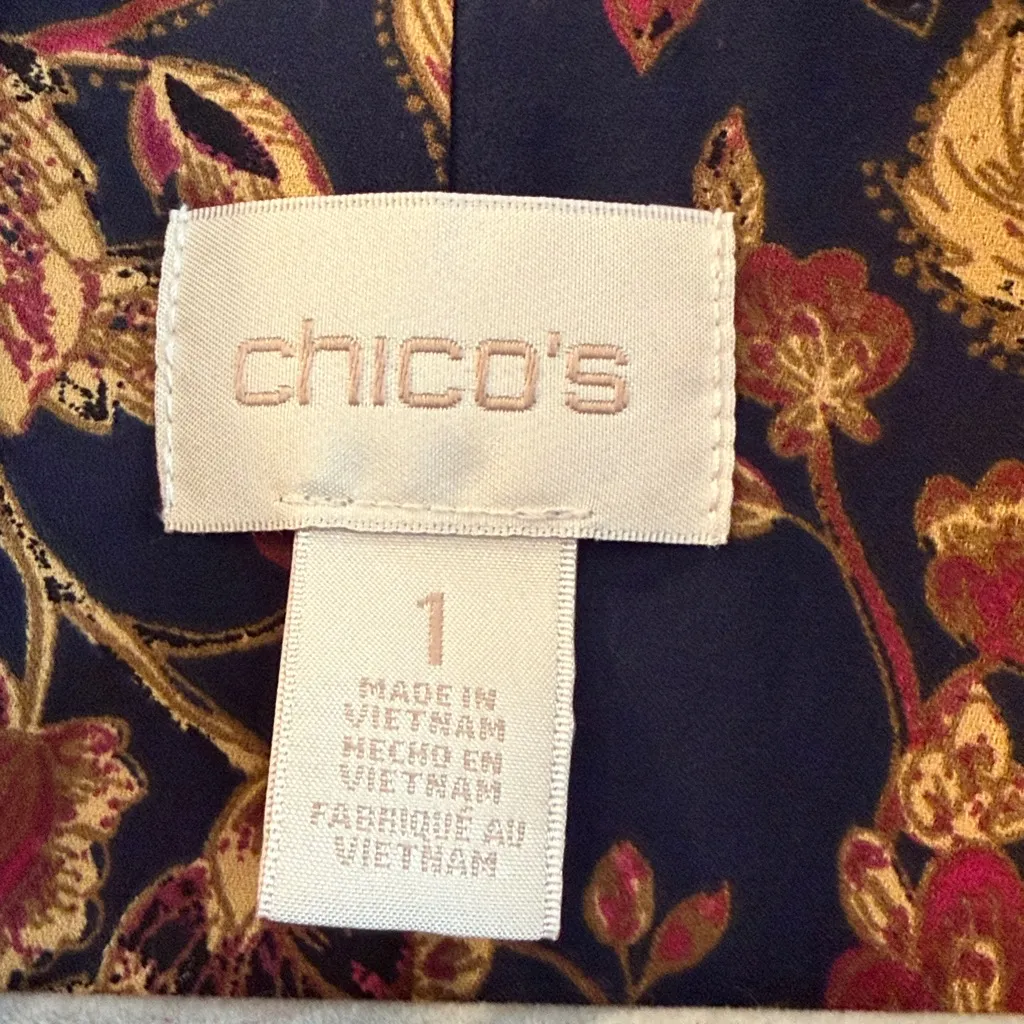 chico's
1
MADE IN
VIETNAM
HECHO EN
VIETNAM
FABRIQUÉ AU
VIETNAM